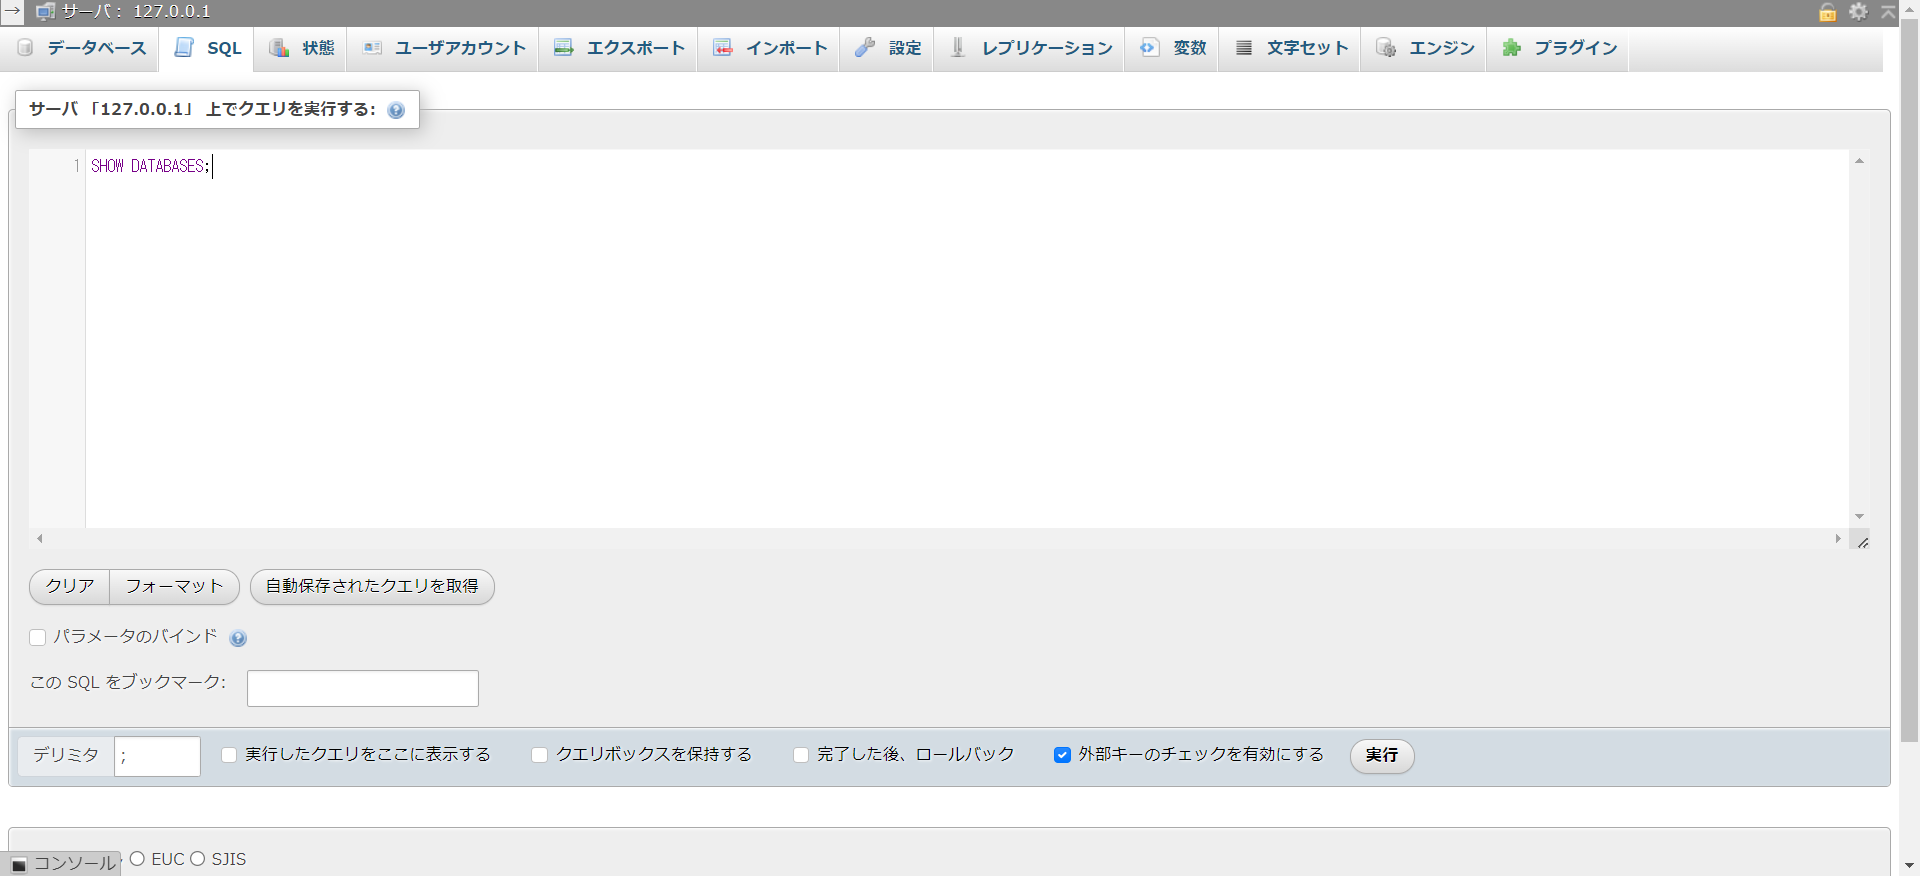 サーバ： 127.0.0.1
データベース SQL 状態 ユーザアカウント エクスポート インポート 設定 レプリケーション 変数 文字セット エンジン プラグイン
サーバ 「127.0.0.1」 上でクエリを実行する:
1 SHOW DATABASES;
クリア フォーマット 自動保存されたクエリを取得
パラメータのバインド
この SQL をブックマーク:
デリミタ ; 実行したクエリをここに表示する クエリボックスを保持する 完了した後、ロールバック 外部キーのチェックを有効にする 実行
コンソール EUC SJIS